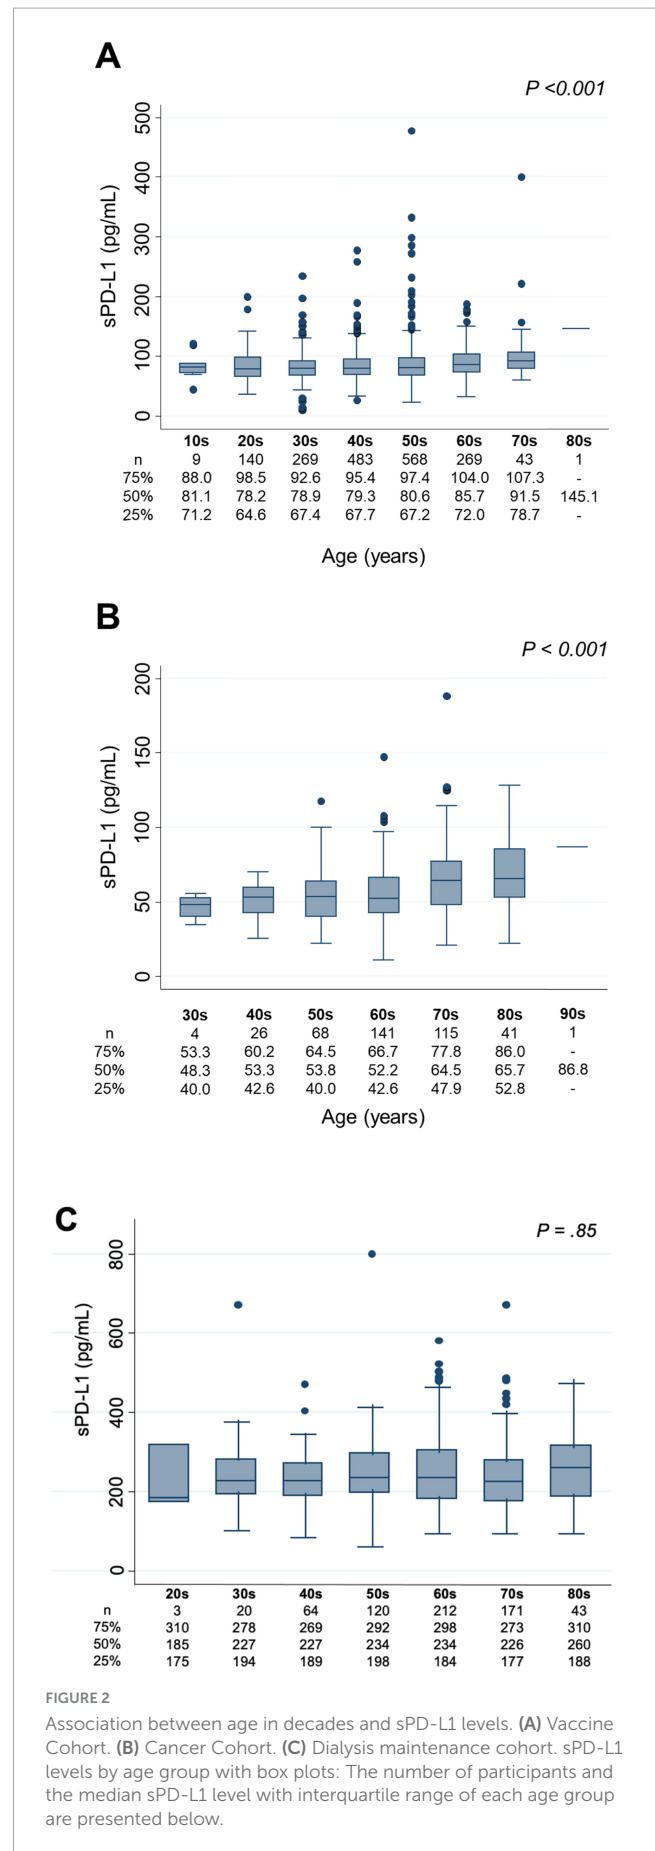 A
P <0.001
sPD-L1 (pg/mL)
500
400
300
200
100
0
10s 20s 30s 40s 50s 60s 70s 80s
n 9 140 269 483 568 269 43 1
75% 88.0 98.5 92.6 95.4 97.4 104.0 107.3 -
50% 81.1 78.2 78.9 79.3 80.6 85.7 91.5 145.1
25% 71.2 64.6 67.4 67.7 67.2 72.0 78.7 -
Age (years)
B
P < 0.001
sPD-L1 (pg/mL)
200
150
100
50
0
30s 40s 50s 60s 70s 80s 90s
n 4 26 68 141 115 41 1
75% 53.3 60.2 64.5 66.7 77.8 86.0 -
50% 48.3 53.3 53.8 52.2 64.5 65.7 86.8
25% 40.0 42.6 40.0 42.6 47.9 52.8 -
Age (years)
C
P = .85
sPD-L1 (pg/mL)
800
600
400
200
0
20s 30s 40s 50s 60s 70s 80s
n 3 20 64 120 212 171 43
75% 310 278 269 292 298 273 310
50% 185 227 227 234 234 226 260
25% 175 194 189 198 184 177 188
FIGURE 2
Association between age in decades and sPD-L1 levels. (A) Vaccine
Cohort. (B) Cancer Cohort. (C) Dialysis maintenance cohort. sPD-L1
levels by age group with box plots: The number of participants and
the median sPD-L1 level with interquartile range of each age group
are presented below.